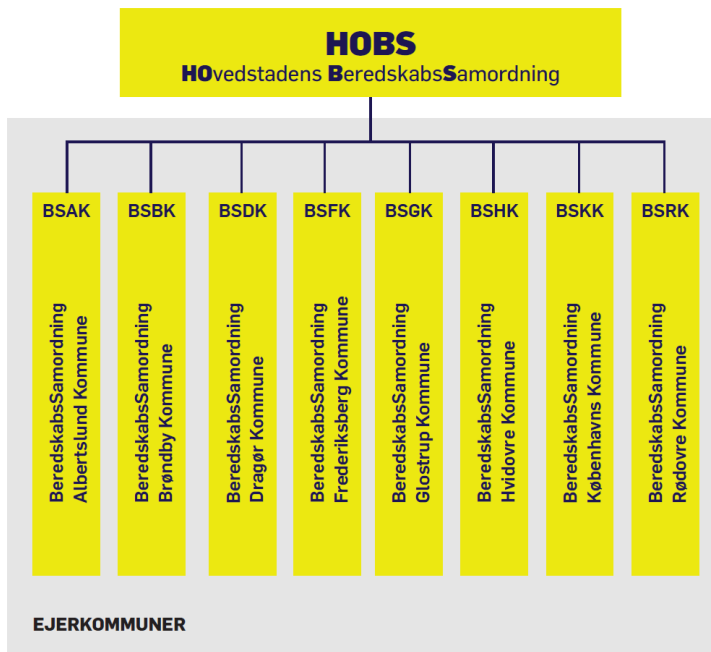 HOBS
HOvedstadens BeredskabsSamordning
BSAK
BeredskabsSamordning
Albertslund Kommune
BSBK
BeredskabsSamordning
Brøndby Kommune
BSDK
BeredskabsSamordning
Dragør Kommune
BSFK
BeredskabsSamordning
Frederiksberg Kommune
BSGK
BeredskabsSamordning
Glostrup Kommune
BSHK
BeredskabsSamordning
Hvidovre Kommune
BSKK
BeredskabsSamordning
Københavns Kommune
BSRK
BeredskabsSamordning
Rødovre Kommune
EJERKOMMUNER